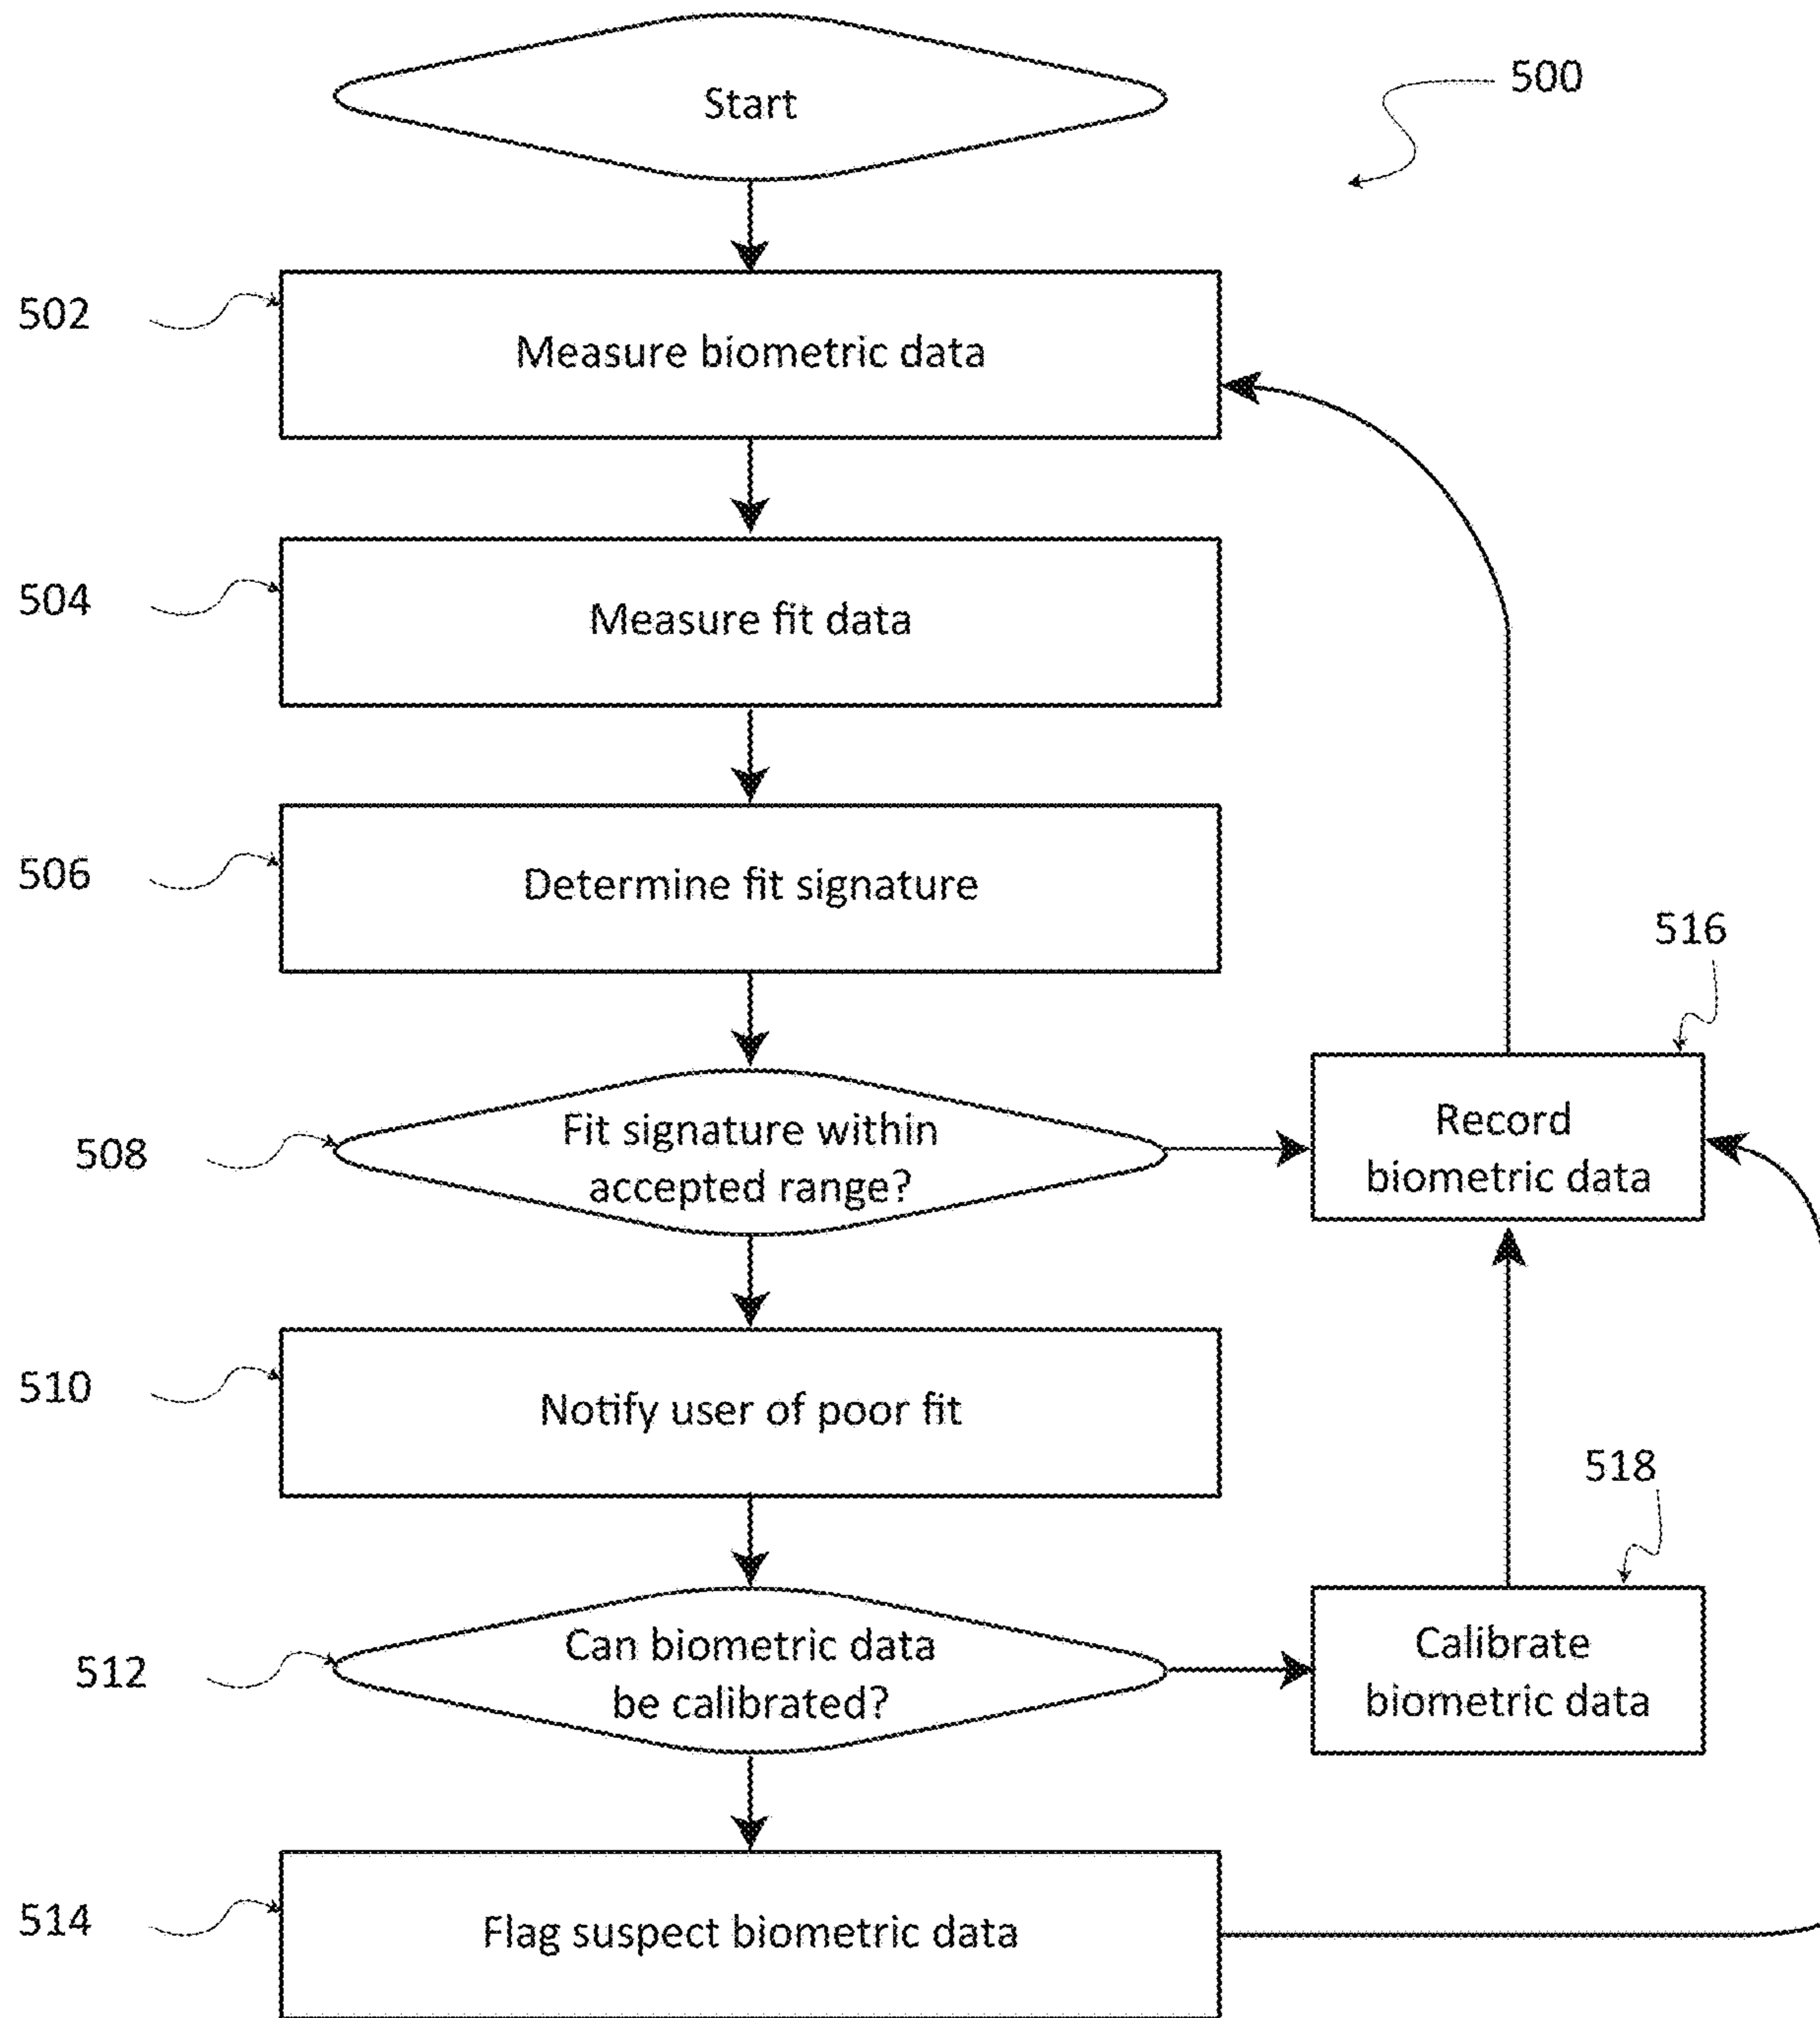 Start
500
502
Measure biometric data
504
Measure fit data
506
Determine fit signature
516
508
Fit signature within
accepted range?
Record
biometric data
510
Notify user of poor fit
518
512
Can biometric data
be calibrated?
Calibrate
biometric data
514
Flag suspect biometric data